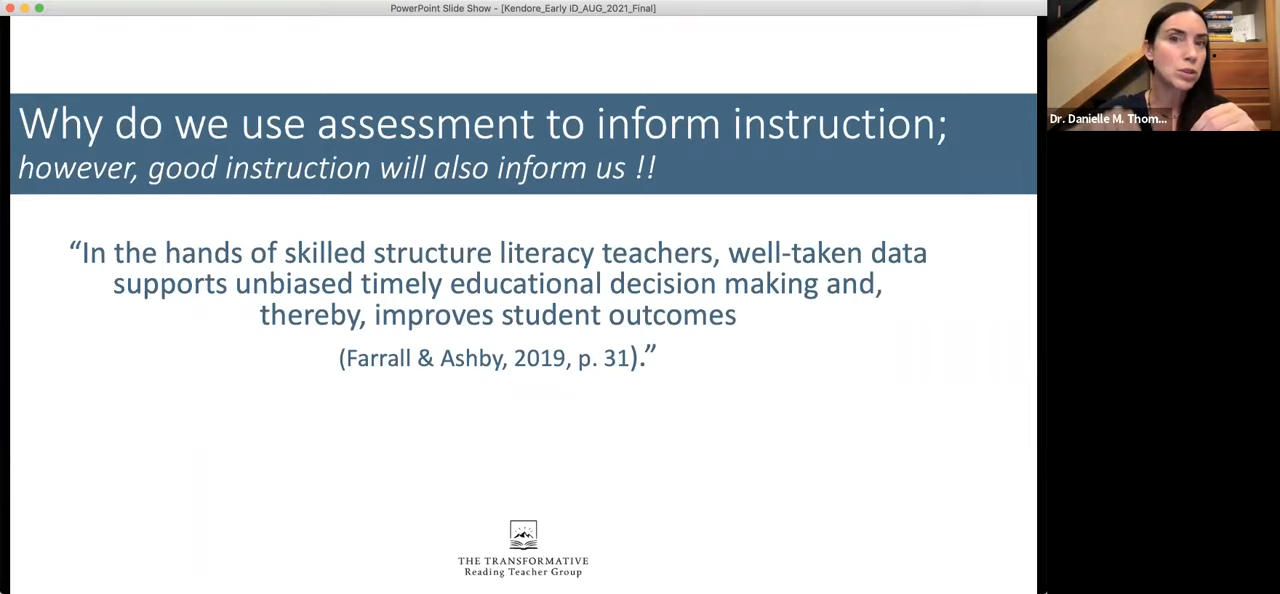 PowerPoint Slide Show - [Kendore_Early ID_AUG_2021_Final]
Why do we use assessment to inform instruction;
however, good instruction will also inform us !!
“In the hands of skilled structure literacy teachers, well-taken data
supports unbiased timely educational decision making and,
thereby, improves student outcomes
(Farrall & Ashby, 2019, p. 31).”
THE TRANSFORMATIVE
Reading Teacher Group
Dr. Danielle M. Thom...